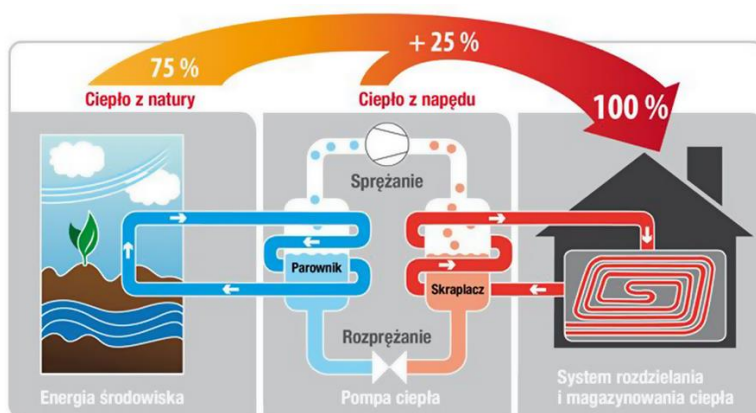 75 %
+ 25 %
100 %
Ciepło z natury
Ciepło z napędu
Sprężanie
Parownik
Skraplacz
Rozprężanie
Energia środowiska
Pompa ciepła
System rozdzielania
i magazynowania ciepła